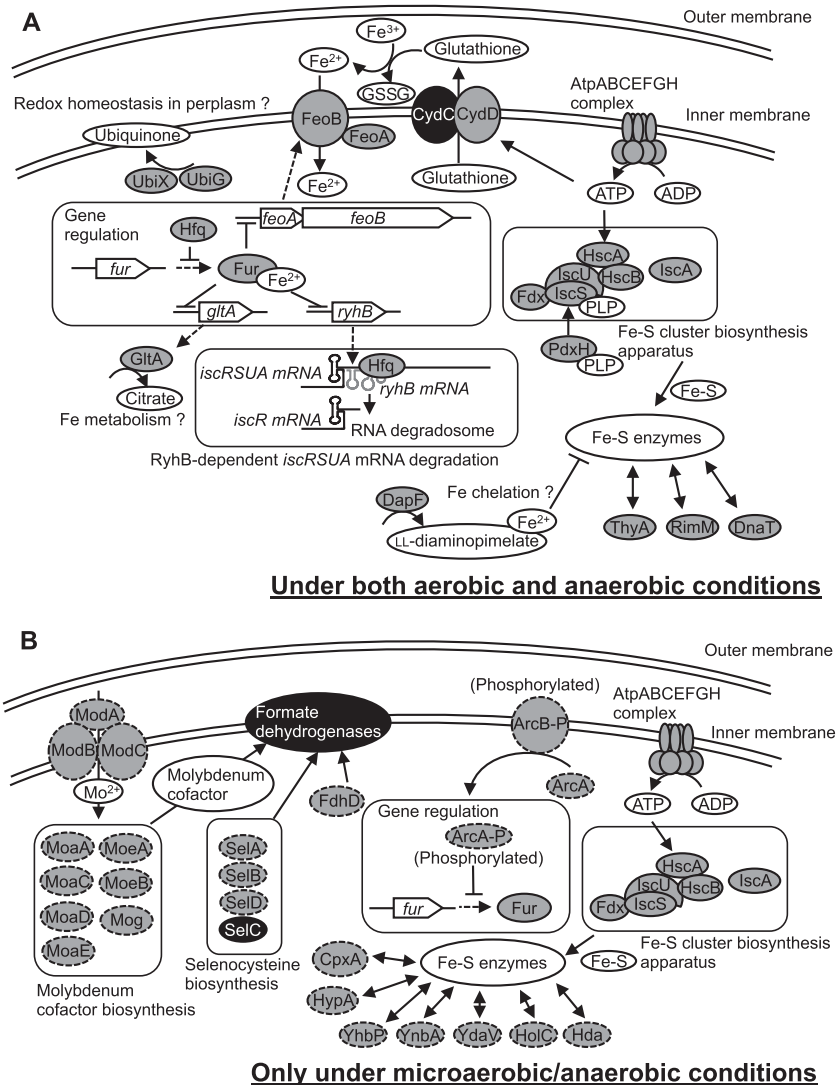 A
Outer membrane
Fe3+
Fe2+
Glutathione
GSSG
AtpABCEFGH
complex
Redox homeostasis in perplasm ?
Inner membrane
FeoB
CydC
CydD
Ubiquinone
FeoA
UbiX
UbiG
Fe2+
Glutathione
ATP
ADP
Gene
regulation
Hfq
feoA
feoB
fur
Fur
Fe2+
HscA
IscU
HscB
IscA
Fdx
IscS
PLP
gltA
ryhB
Fe-S cluster biosynthesis
apparatus
PdxH
PLP
GltA
Citrate
Fe metabolism ?
iscRSUA mRNA
Hfq
ryhB mRNA
iscR mRNA
RNA degradosome
RyhB-dependent iscRSUA mRNA degradation
Fe-S
Fe-S enzymes
DapF
Fe chelation ?
Fe2+
LL-diaminopimelate
ThyA
RimM
DnaT
Under both aerobic and anaerobic conditions
B
Outer membrane
(Phosphorylated)
AtpABCEFGH
complex
ModA
Formate
dehydrogenases
ArcB-P
Inner membrane
ModB
ModC
Molybdenum
cofactor
Mo2+
FdhD
ArcA
ATP
ADP
Gene regulation
ArcA-P
(Phosphorylated)
fur
Fur
MoaA
MoeA
MoaC
MoeB
MoaD
Mog
MoaE
SelA
SelB
SelD
SelC
HscA
IscU
HscB
IscA
Fdx
IscS
Selenocysteine
biosynthesis
Molybdenum
cofactor biosynthesis
CpxA
Fe-S enzymes
Fe-S
Fe-S cluster biosynthesis
apparatus
HypA
YhbP
YnbA
YdaV
HolC
Hda
Only under microaerobic/anaerobic conditions